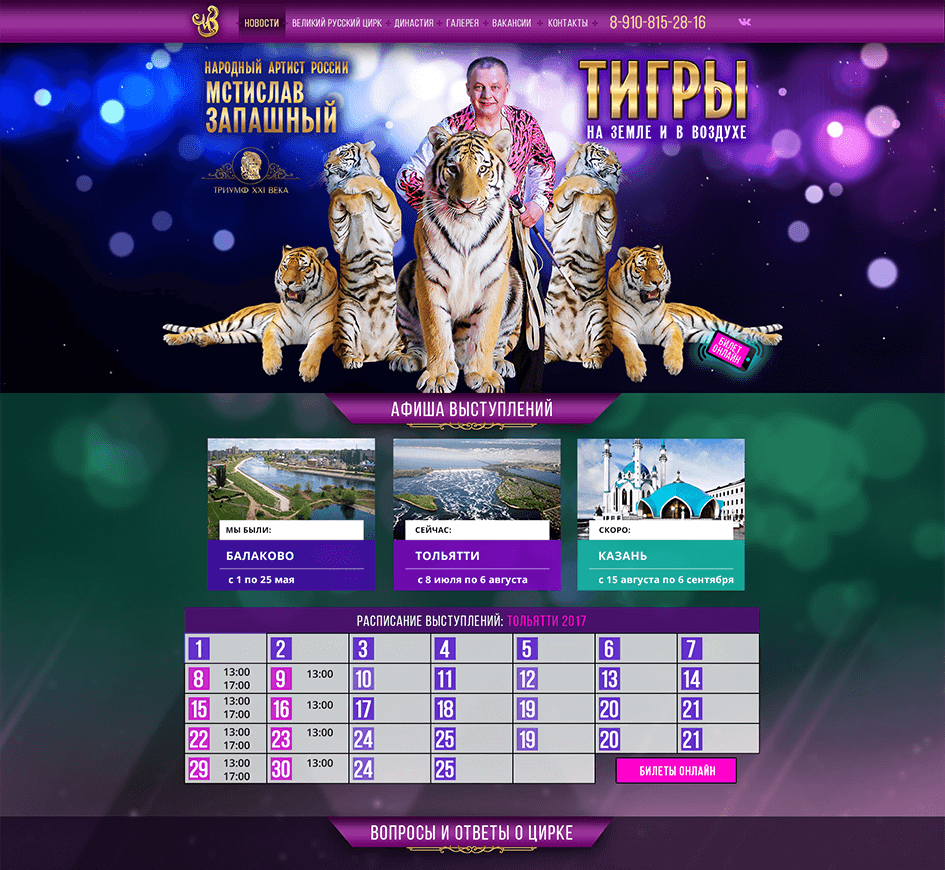 НОВОСТИ ВЕЛИКИЙ РУССКИЙ ЦИРК ДИНАСТИЯ ГАЛЕРЕЯ ВАКАНСИИ КОНТАКТЫ 8-910-815-28-16
НАРОДНЫЙ АРТИСТ РОССИИ
МСТИСЛАВ
ЗАПАШНЫЙ
ТРИУМФ XXI ВЕКА
ТИГРЫ
НА ЗЕМЛЕ И В ВОЗДУХЕ
БИЛЕТ
ОНЛАЙН
АФИША ВЫСТУПЛЕНИЙ
МЫ БЫЛИ:
БАЛАКОВО
с 1 по 25 мая
СЕЙЧАС:
ТОЛЬЯТТИ
с 8 июля по 6 августа
СКОРО:
КАЗАНЬ
с 15 августа по 6 сентября
РАСПИСАНИЕ ВЫСТУПЛЕНИЙ: ТОЛЬЯТТИ 2017
1 2 3 4 5 6 7
8 13:00 17:00 9 13:00 10 11 12 13 14
15 13:00 17:00 16 13:00 17 18 19 20 21
22 13:00 17:00 23 13:00 24 25 19 20 21
29 13:00 17:00 30 13:00 24 25
БИЛЕТЫ ОНЛАЙН
ВОПРОСЫ И ОТВЕТЫ О ЦИРКЕ